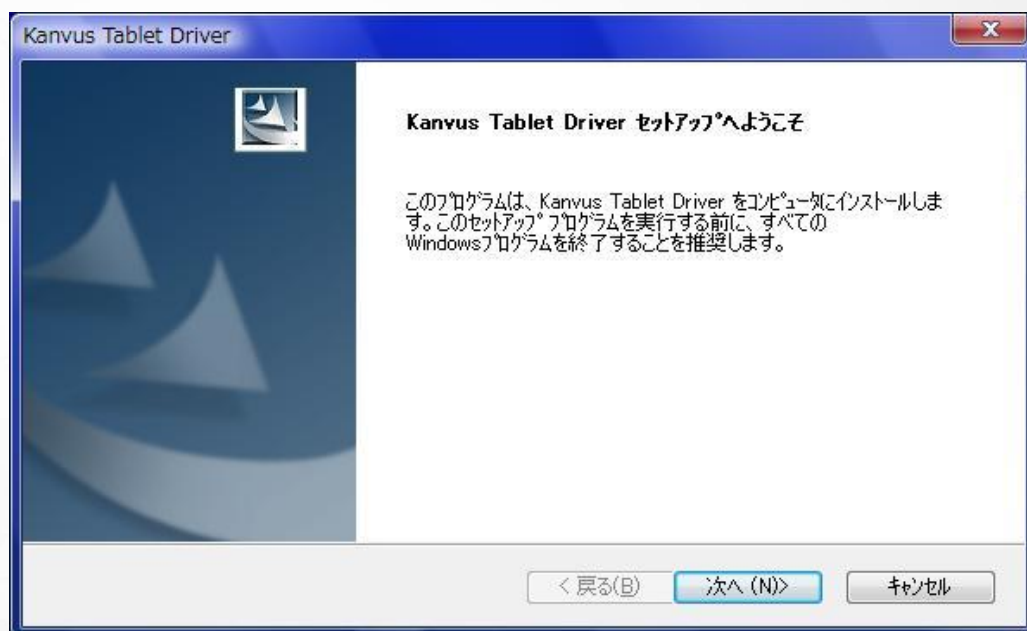 Kanvus Tablet Driver
Kanvus Tablet Driver ｾｯﾄｱｯﾌﾟへようこそ
このﾌﾟﾛｸﾞﾗﾑは、Kanvus Tablet Driver をｺﾝﾋﾟｭｰﾀにｲﾝｽﾄｰﾙしま
す。このｾｯﾄｱｯﾌﾟ ﾌﾟﾛｸﾞﾗﾑを実行する前に、すべての
Windowsﾌﾟﾛｸﾞﾗﾑを終了することを推奨します。
< 戻る(B)
次へ (N)>
ｷｬﾝｾﾙ